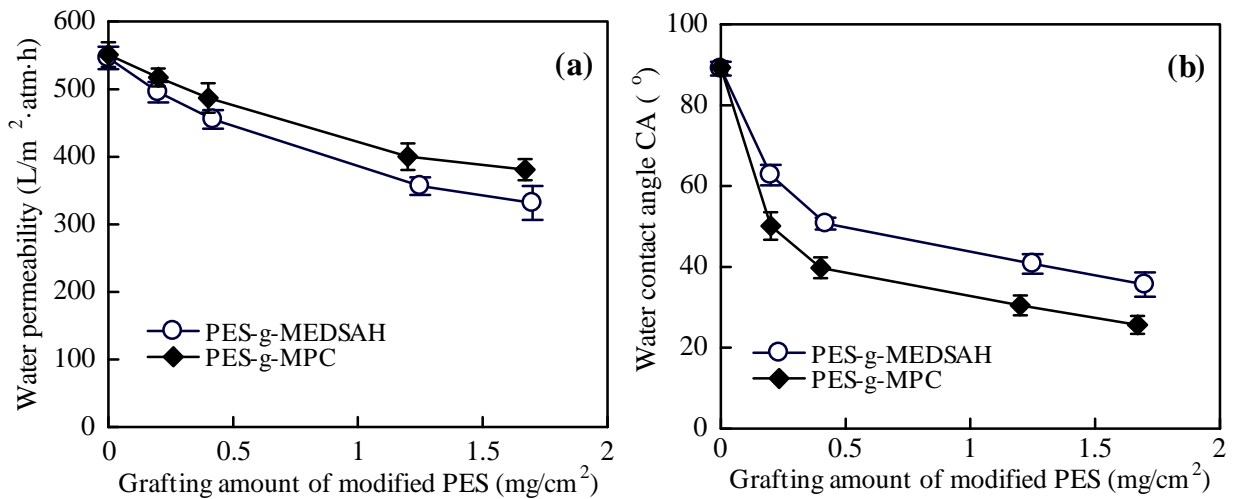 600
500
400
300
200
100
0
0
0.5
1
1.5
2
Water permeability (L/m²·atm·h)
Grafting amount of modified PES (mg/cm²)
(a)
PES-g-MEDSAH
PES-g-MPC
100
80
60
40
20
0
0
0.5
1
1.5
2
Water contact angle CA (°)
Grafting amount of modified PES (mg/cm²)
(b)
PES-g-MEDSAH
PES-g-MPC